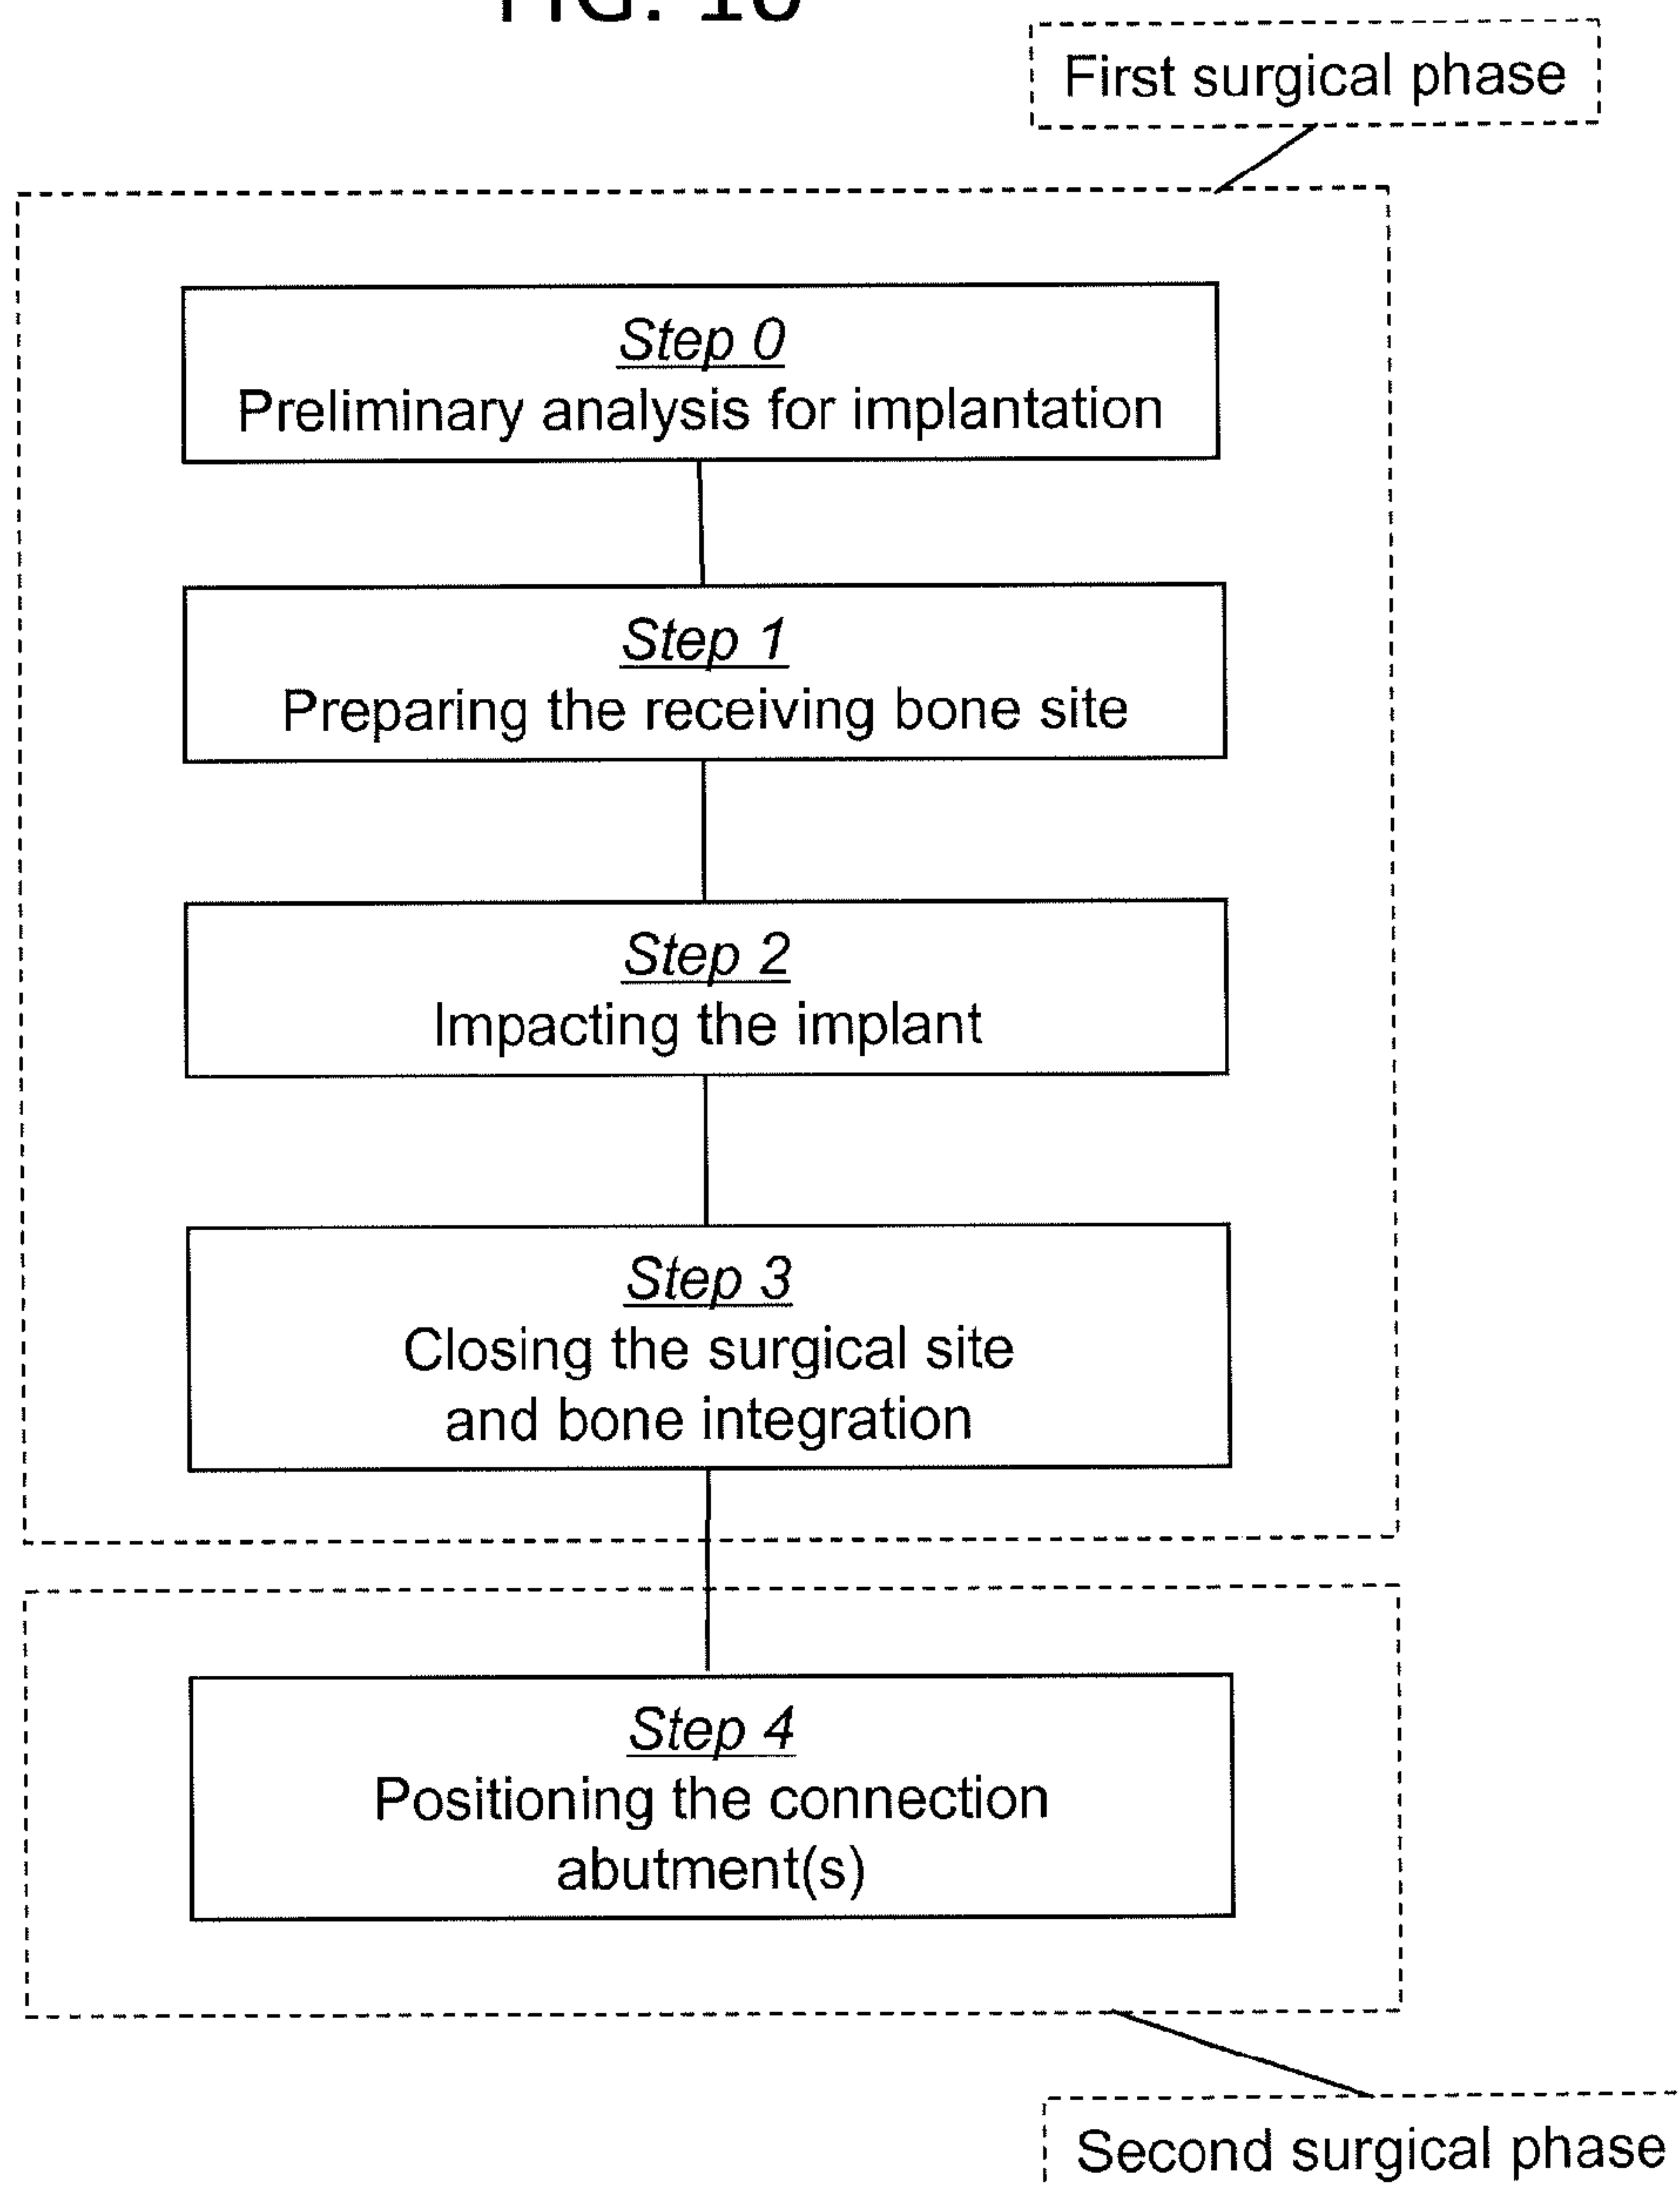 FIG.
First surgical phase
Step 0
Preliminary analysis for implantation
Step 1
Preparing the receiving bone site
Step 2
Impacting the implant
Step 3
Closing the surgical site
and bone integration
Step 4
Positioning the connection
abutment(s)
Second surgical phase